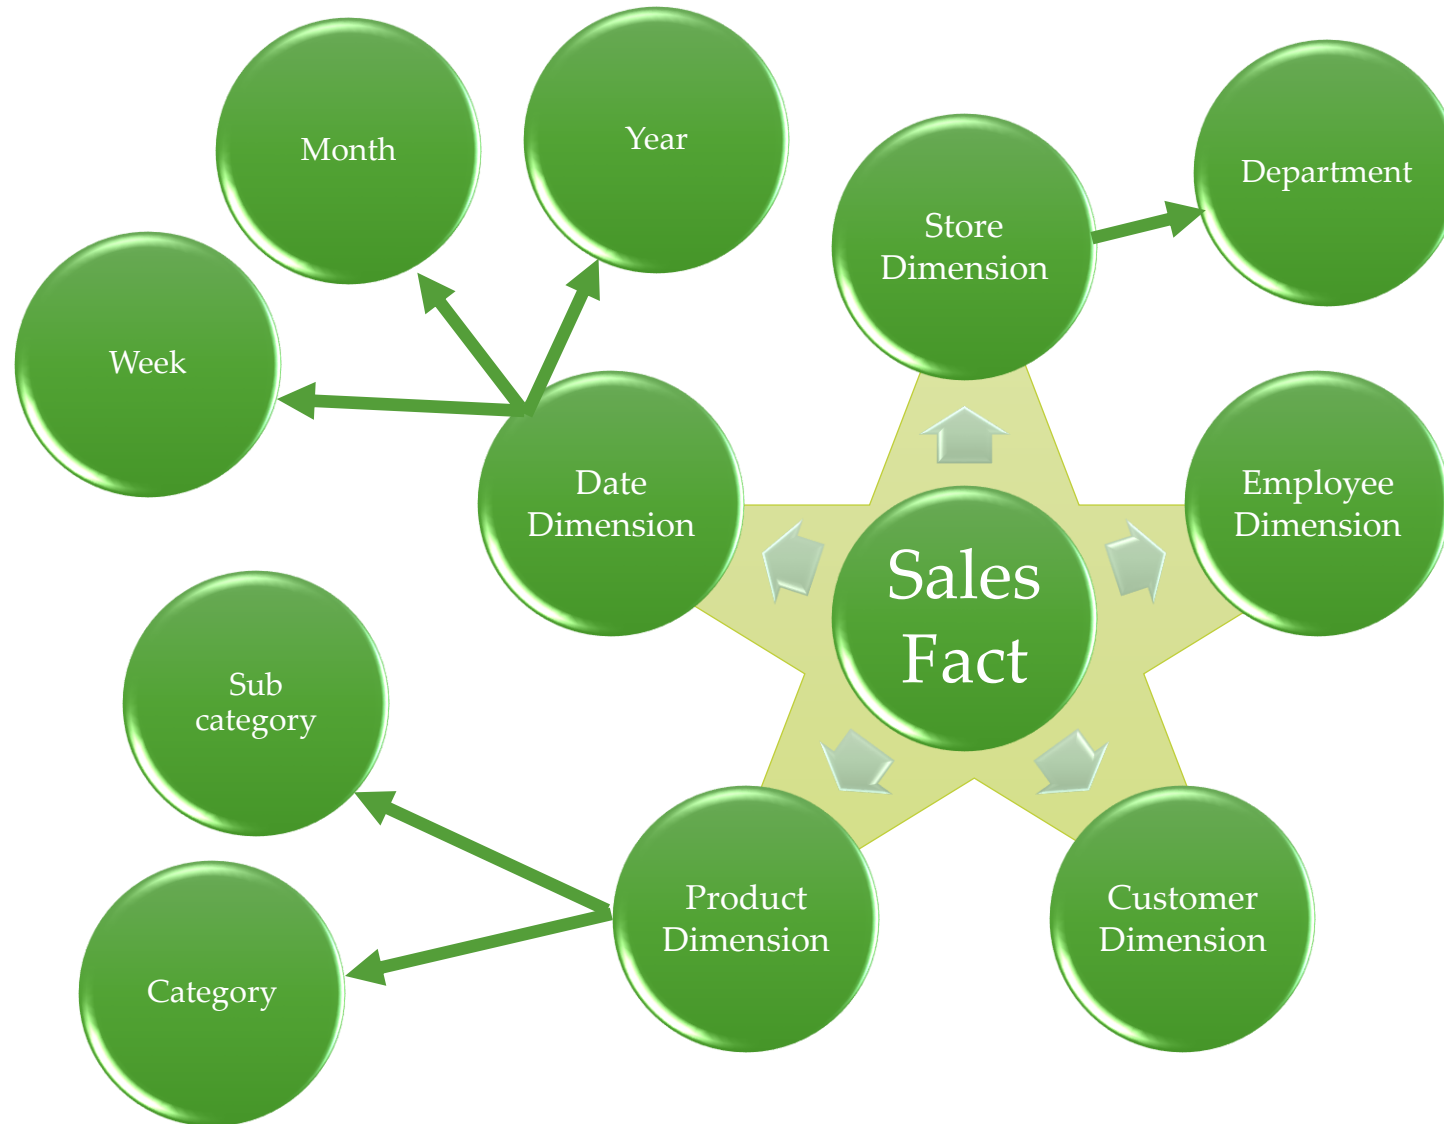 Month
Year
Department
Store
Dimension
Week
Date
Dimension
Employee
Dimension
Sales
Fact
Sub
category
Product
Dimension
Customer
Dimension
Category